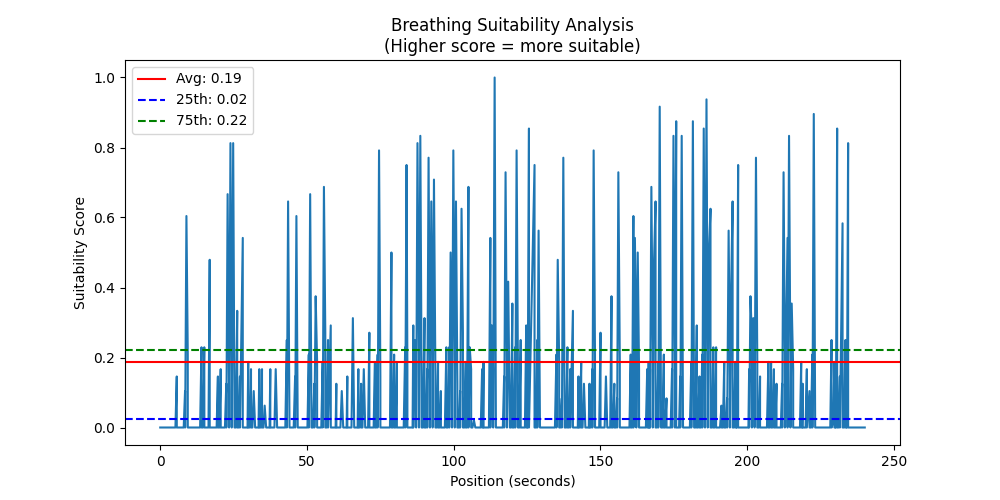 Breathing Suitability Analysis
(Higher score = more suitable)
Avg: 0.19
25th: 0.02
75th: 0.22
Suitability Score
1.0
0.8
0.6
0.4
0.2
0.0
0 50 100 150 200 250
Position (seconds)